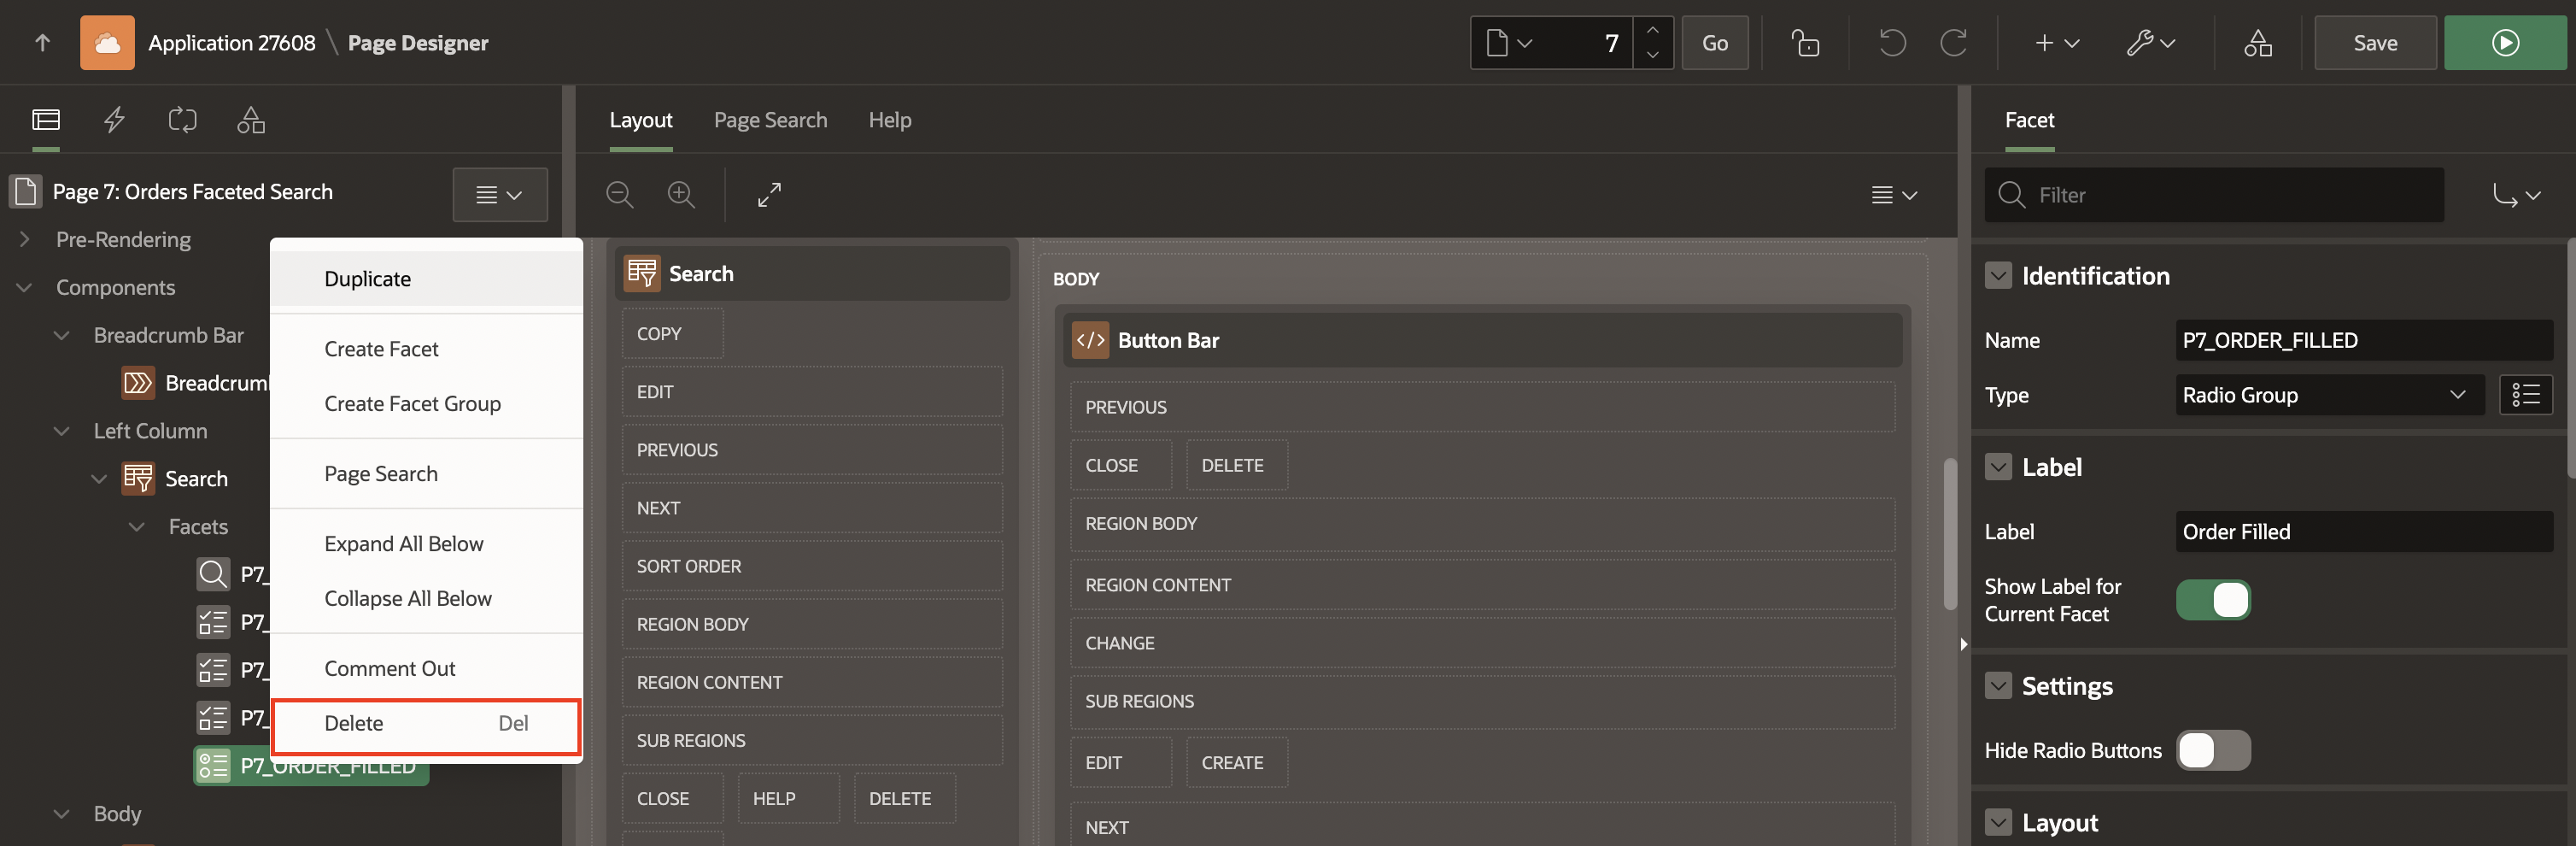 Application 27608 \ Page Designer
7
Go
Save
Layout
Page Search
Help
Facet
Page 7: Orders Faceted Search
Filter
Pre-Rendering
Components
Breadcrumb Bar
Left Column
Search
Facets
P7_
P7_
P7_
P7_
P7_ORDER_FILLED
Body
Duplicate
Create Facet
Create Facet Group
Page Search
Expand All Below
Collapse All Below
Comment Out
Delete Del
Search
COPY
EDIT
PREVIOUS
NEXT
SORT ORDER
REGION BODY
REGION CONTENT
SUB REGIONS
CLOSE HELP DELETE
BODY
Button Bar
PREVIOUS
CLOSE DELETE
REGION BODY
REGION CONTENT
CHANGE
SUB REGIONS
EDIT CREATE
NEXT
Identification
Name P7_ORDER_FILLED
Type Radio Group
Label
Label Order Filled
Show Label for
Current Facet
Settings
Hide Radio Buttons
Layout